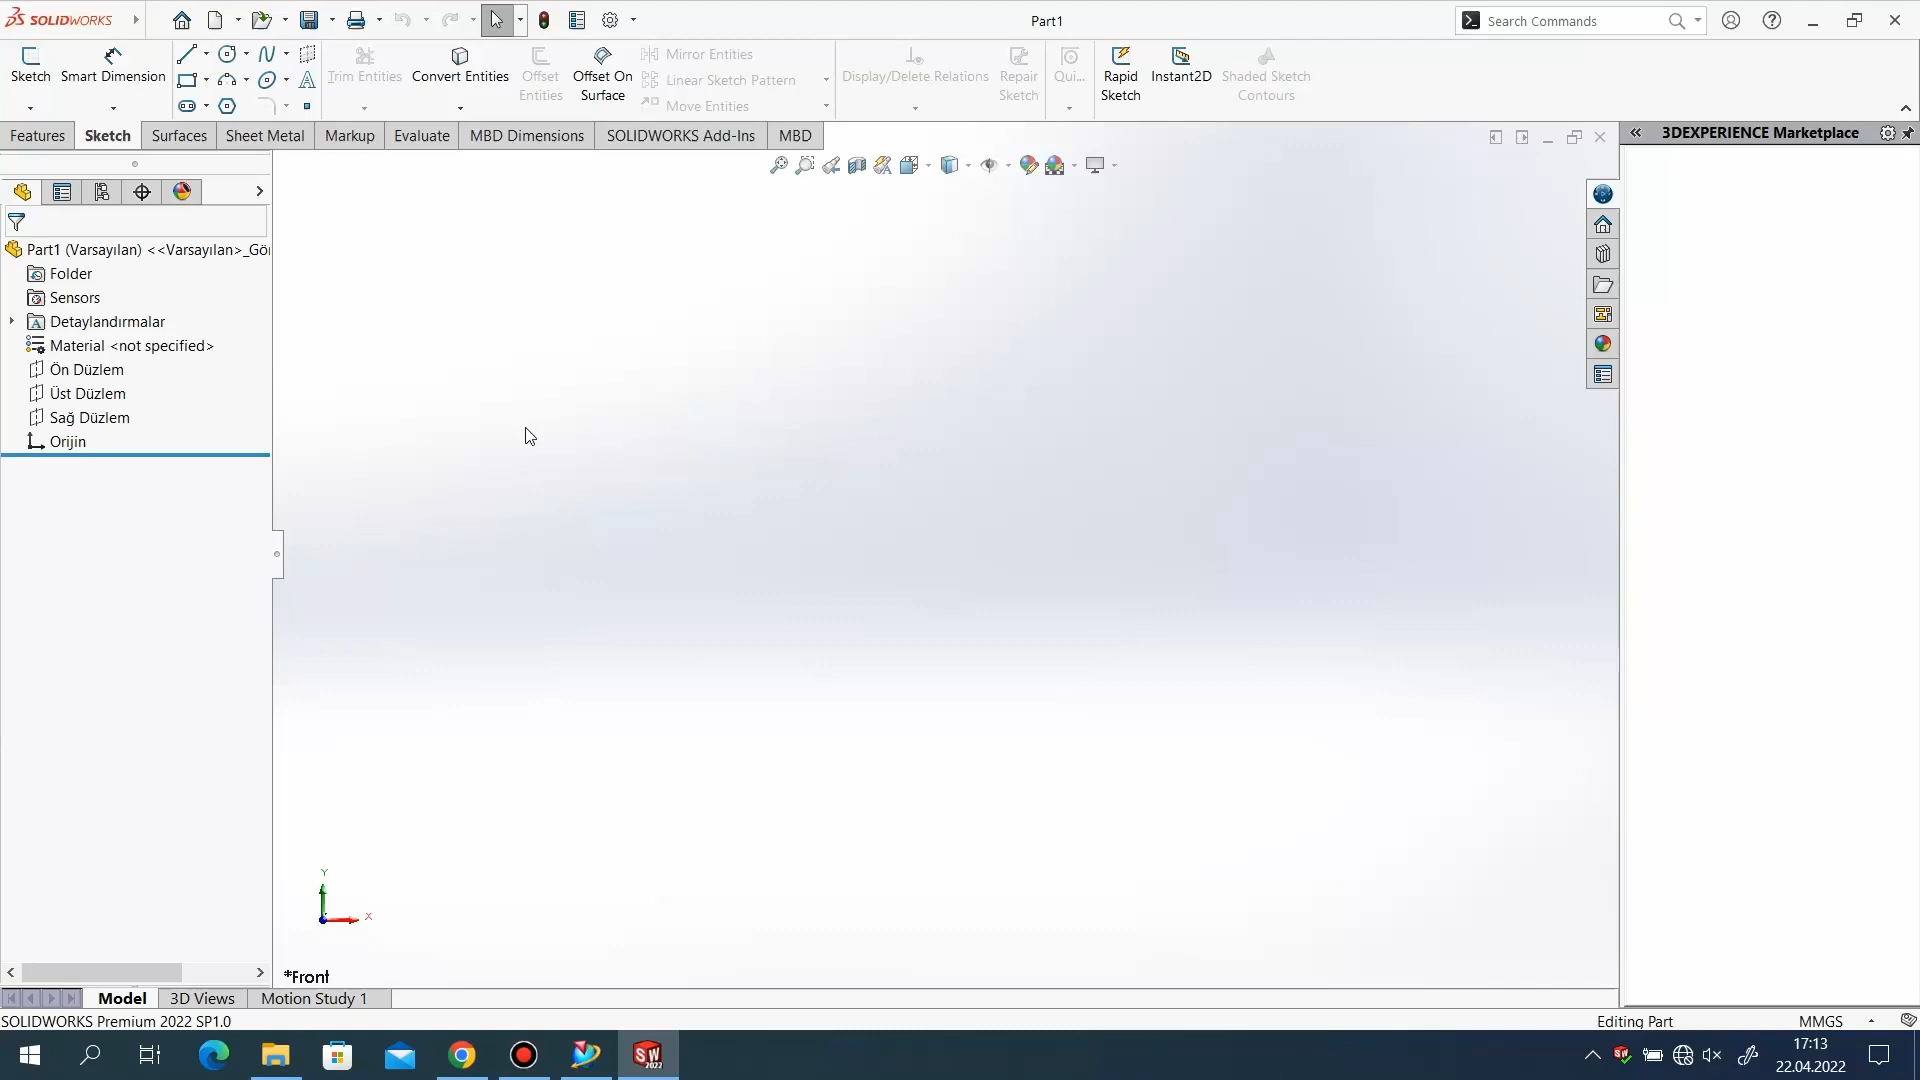 SOLIDWORKS
Part1
Search Commands
Sketch
Smart Dimension
Trim Entities
Convert Entities
Offset Entities
Offset On Surface
Mirror Entities
Linear Sketch Pattern
Move Entities
Display/Delete Relations
Repair Sketch
Qui...
Rapid Sketch
Instant2D
Shaded Sketch Contours
Features
Sketch
Surfaces
Sheet Metal
Markup
Evaluate
MBD Dimensions
SOLIDWORKS Add-Ins
MBD
3DEXPERIENCE Marketplace
Part1 (Varsayılan) <<Varsayılan>_Gö
Folder
Sensors
Detaylandırmalar
Material <not specified>
Ön Düzlem
Üst Düzlem
Sağ Düzlem
Orijin
Y
X
*Front
Model
3D Views
Motion Study 1
SOLIDWORKS Premium 2022 SP1.0
Editing Part
MMGS
SW
2022
17:13
22.04.2022